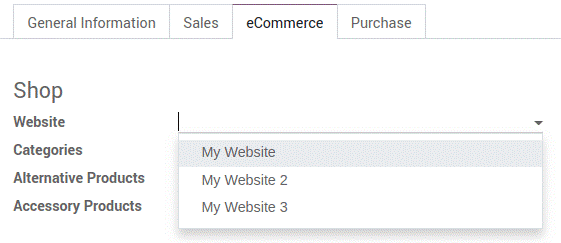 General Information Sales eCommerce Purchase
Shop
Website
Categories My Website
Alternative Products My Website 2
Accessory Products My Website 3